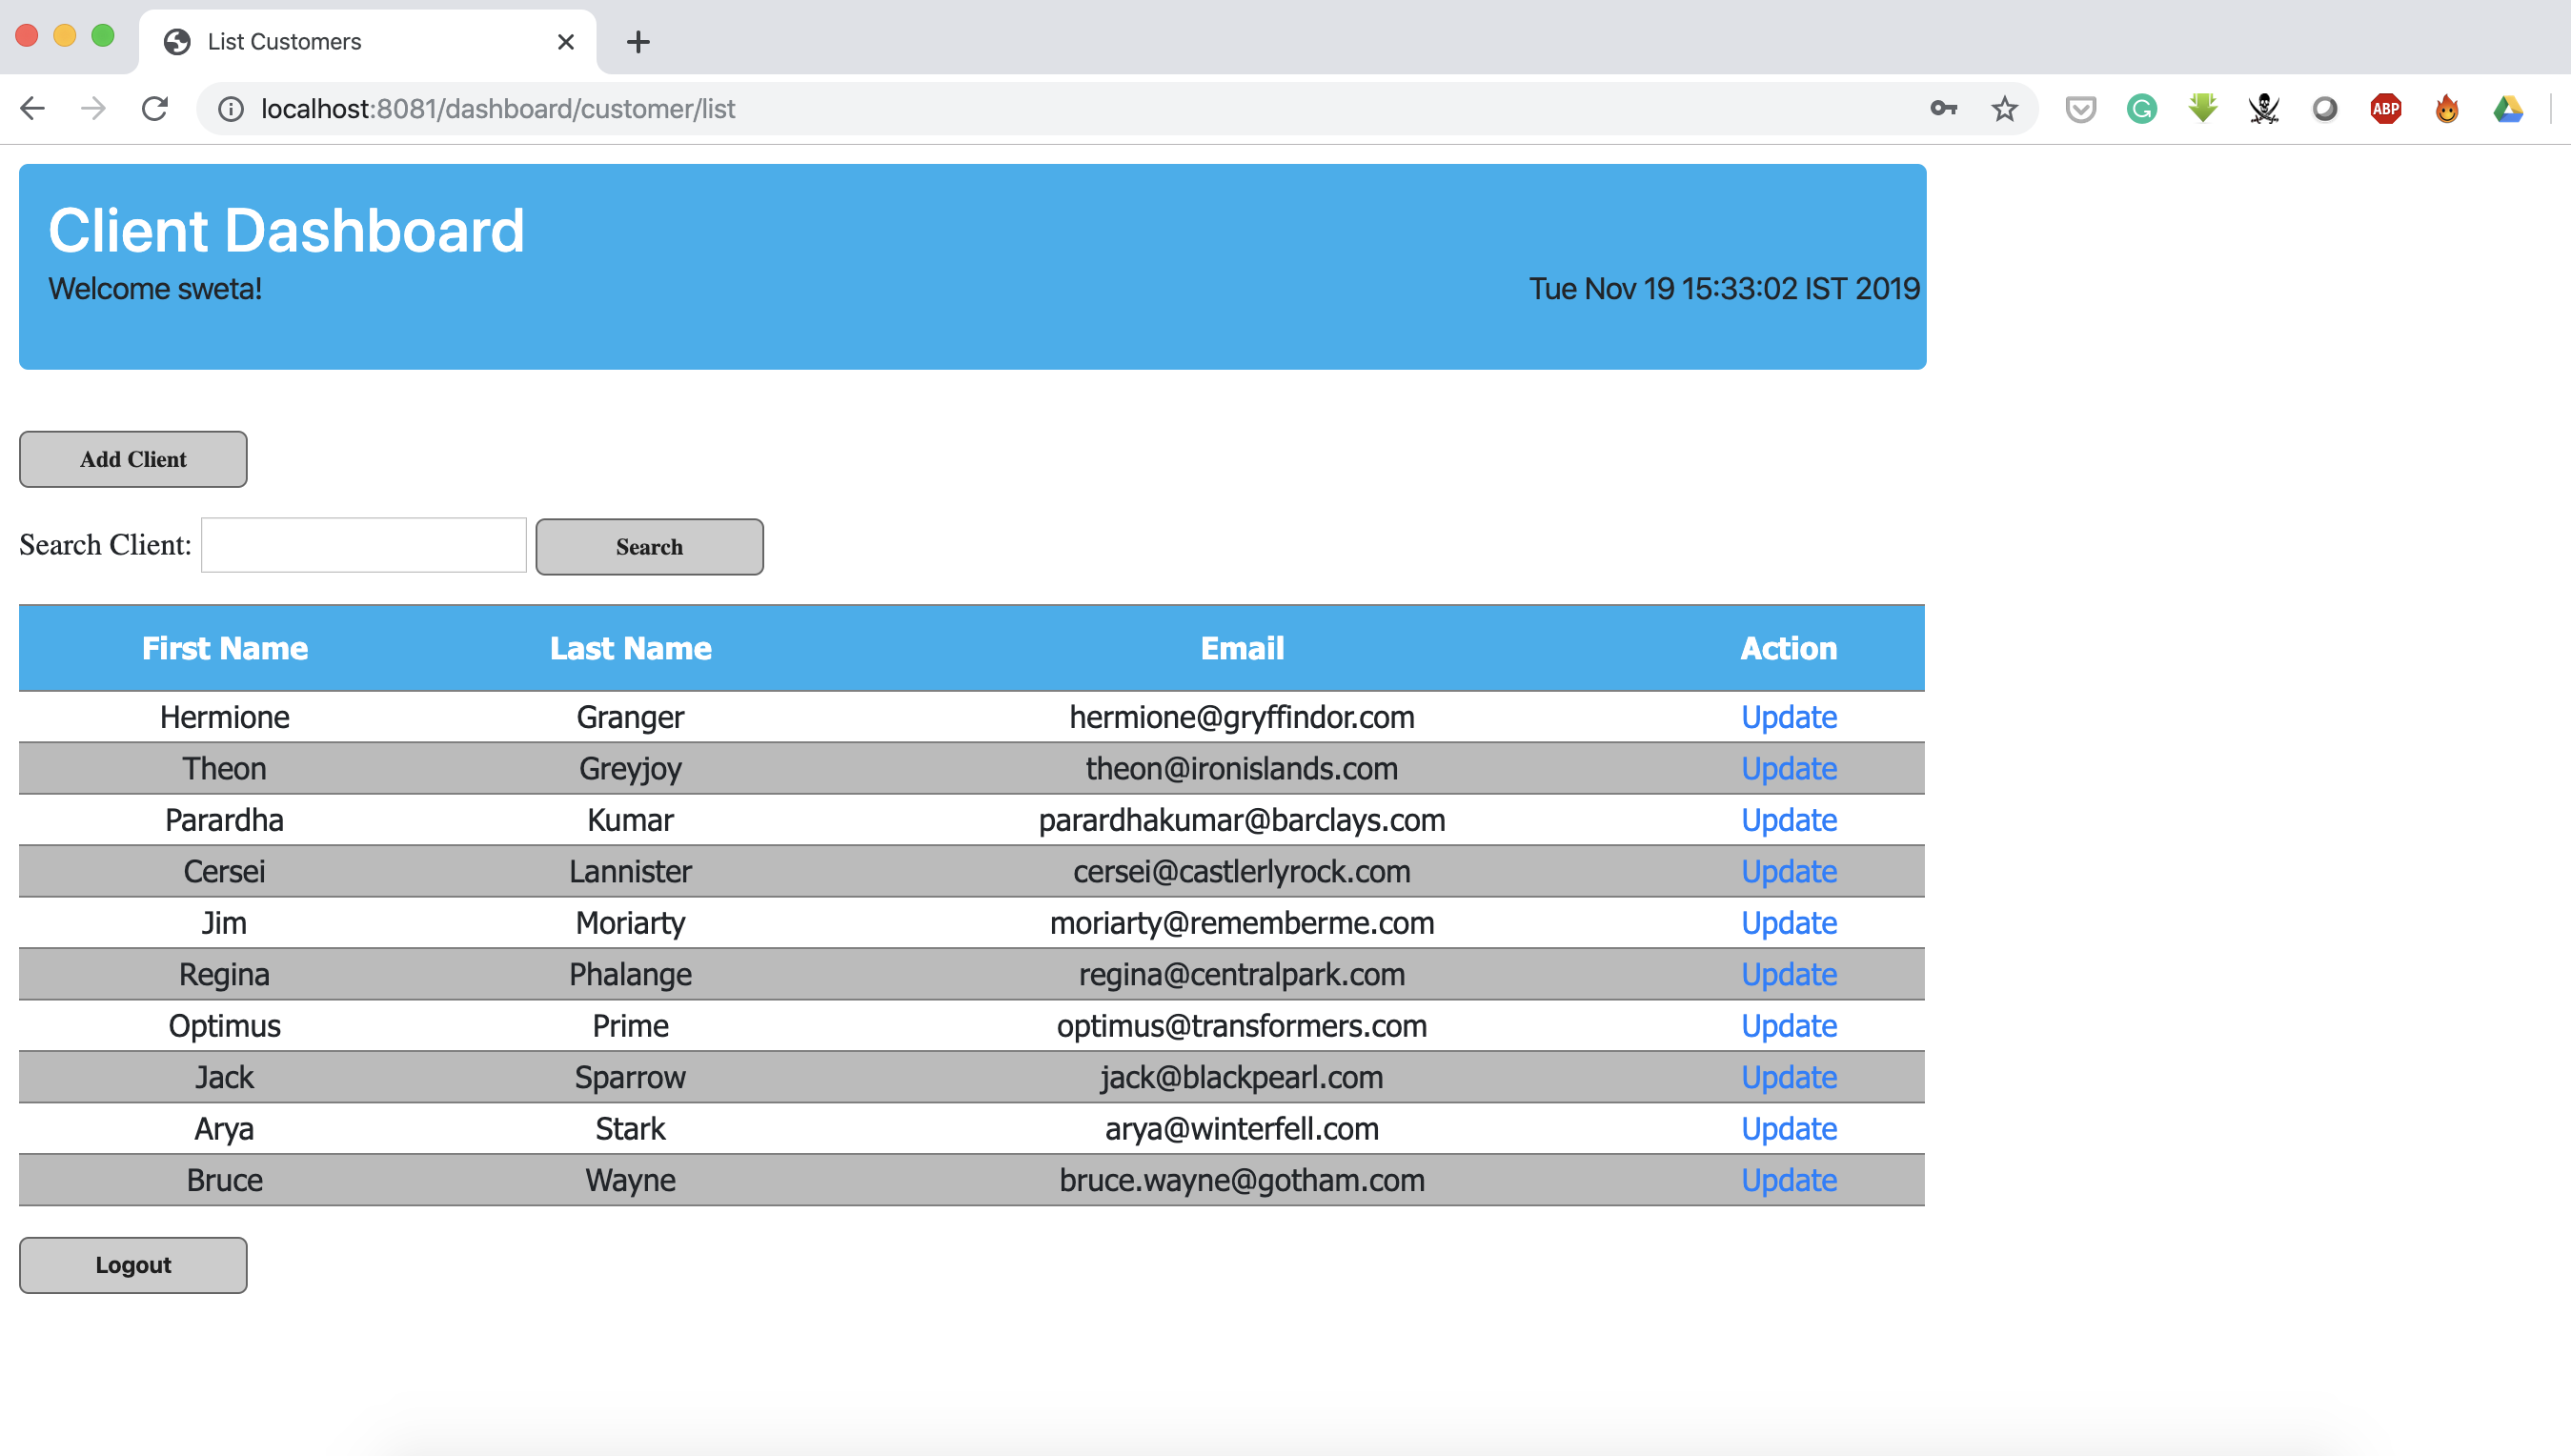 List Customers
localhost:8081/dashboard/customer/list
ABP
Client Dashboard
Welcome sweta! Tue Nov 19 15:33:02 IST 2019
Add Client
Search Client: Search
First Name Last Name Email Action
Hermione Granger hermione@gryffindor.com Update
Theon Greyjoy theon@ironislands.com Update
Parardha Kumar parardhakumar@barclays.com Update
Cersei Lannister cersei@castlerlyrock.com Update
Jim Moriarty moriarty@rememberme.com Update
Regina Phalange regina@centralpark.com Update
Optimus Prime optimus@transformers.com Update
Jack Sparrow jack@blackpearl.com Update
Arya Stark arya@winterfell.com Update
Bruce Wayne bruce.wayne@gotham.com Update
Logout